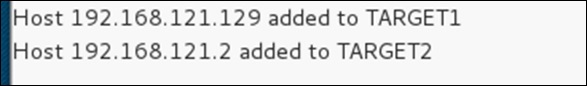 Host 192.168.121.129 added to TARGET1
Host 192.168.121.2 added to TARGET2